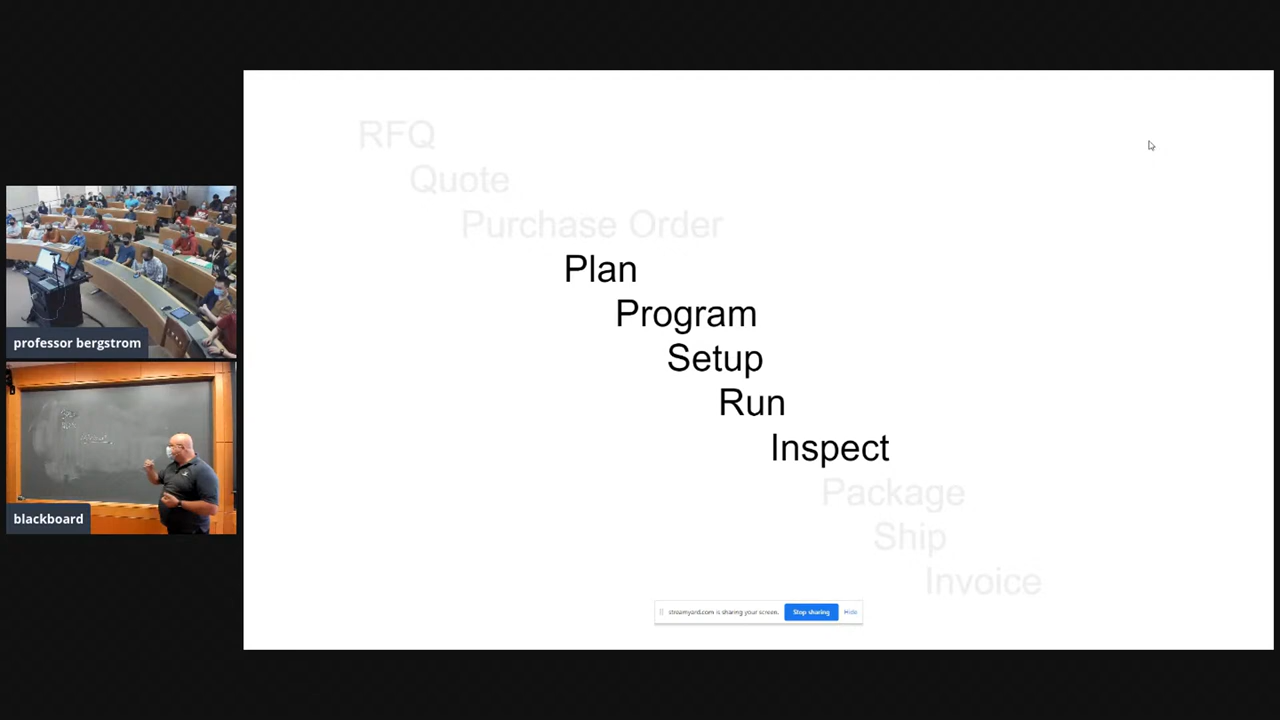 RFQ
Quote
Purchase Order
Plan
Program
Setup
Run
Inspect
Package
Ship
Invoice
professor bergstrom
blackboard
streamyard.com is sharing your screen.
Stop sharing
Hide